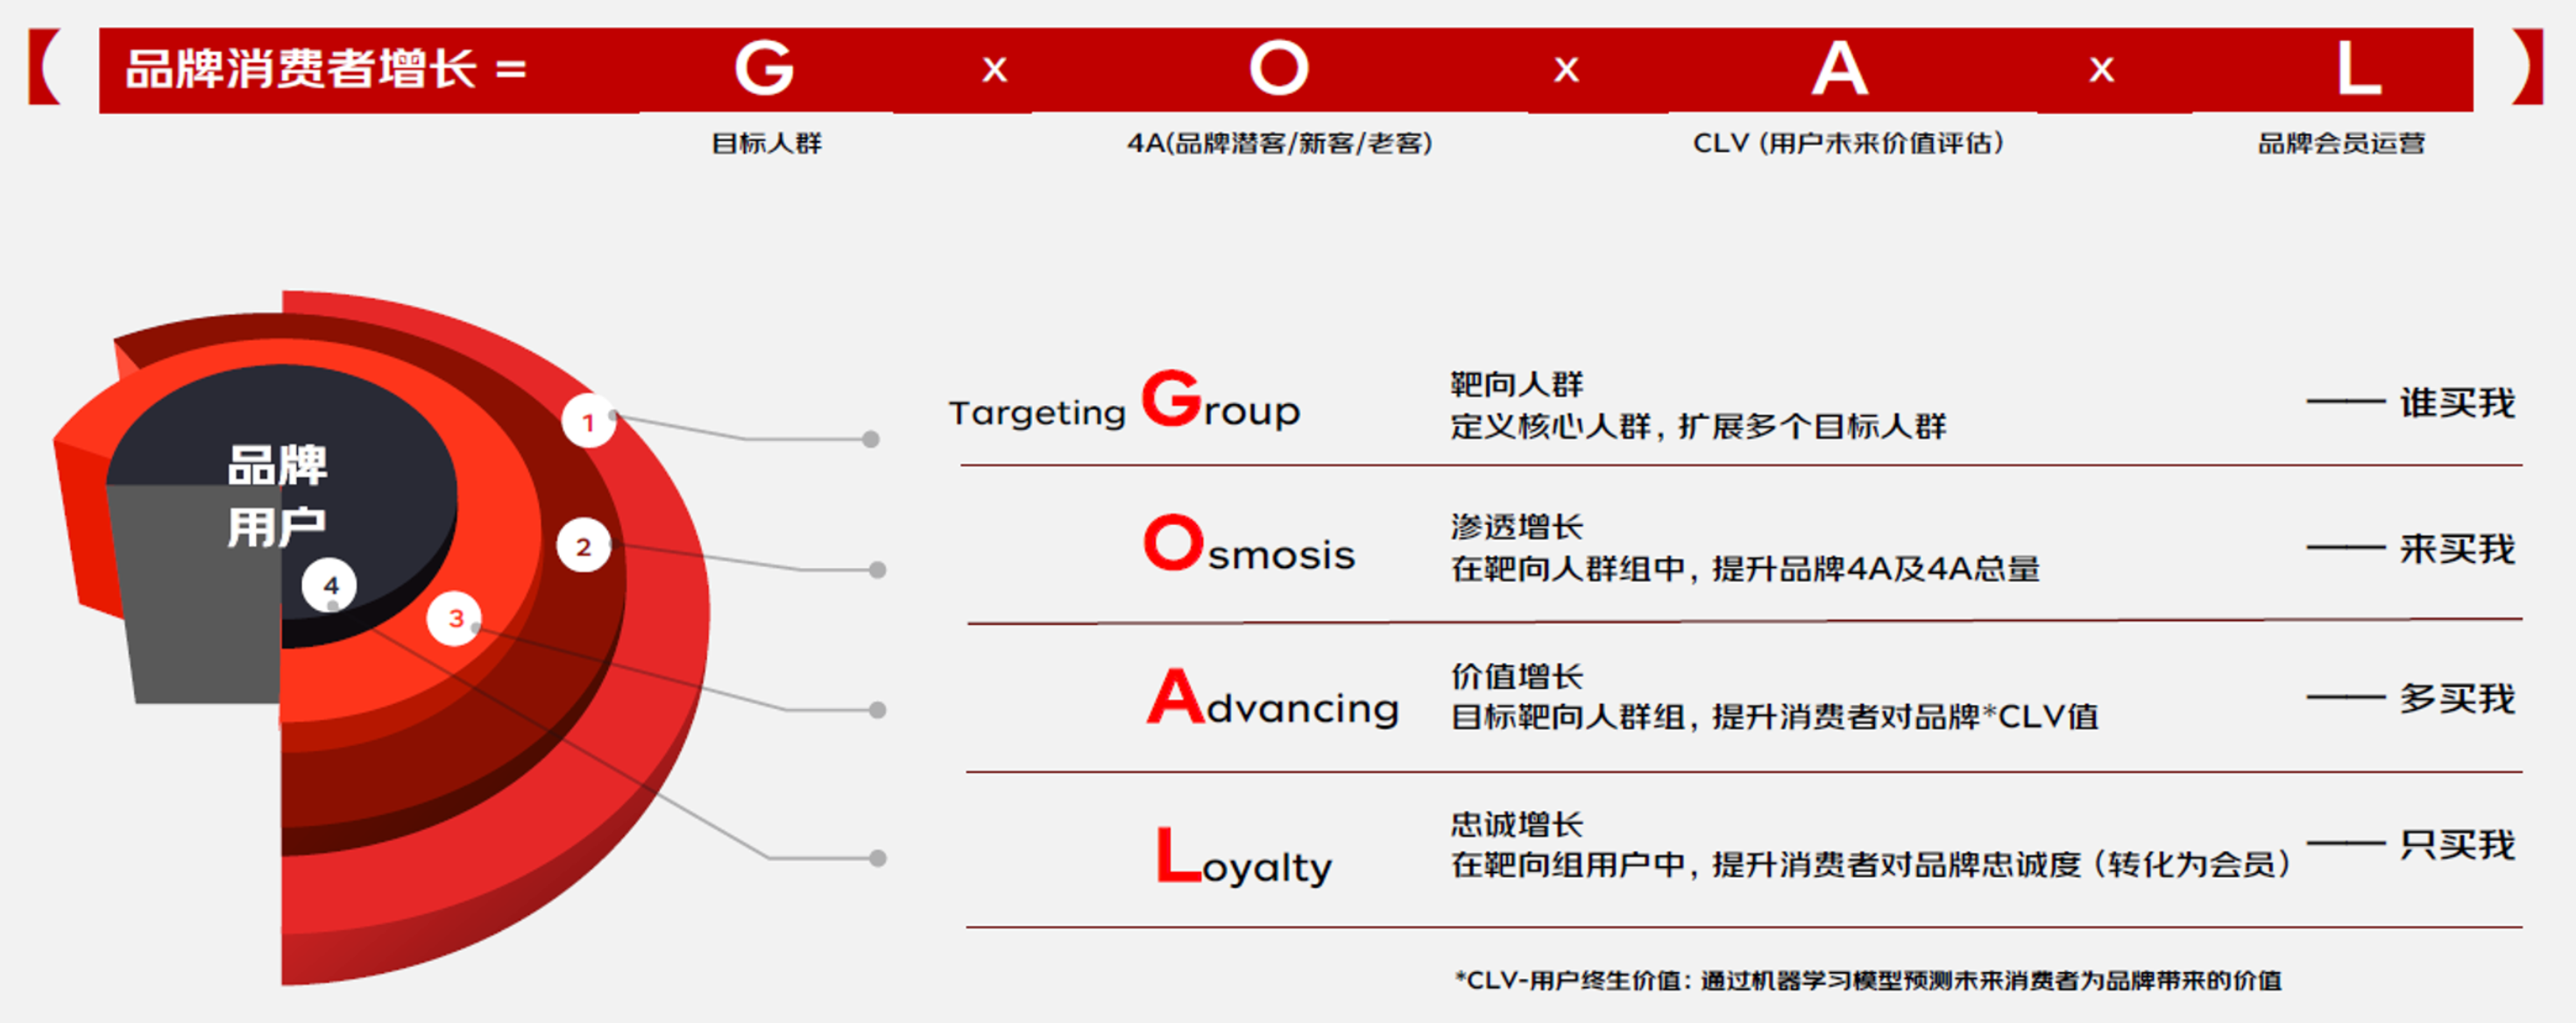 【 品牌消费者增长 = G x O x A x L 】
目标人群 4A(品牌潜客/新客/老客) CLV (用户未来价值评估) 品牌会员运营
品牌
用户
1
2
3
4
Targeting Group
靶向人群
定义核心人群, 扩展多个目标人群
—— 谁买我
Osmosis
渗透增长
在靶向人群组中, 提升品牌4A及4A总量
—— 来买我
Advancing
价值增长
目标靶向人群组, 提升消费者对品牌*CLV值
—— 多买我
Loyalty
忠诚增长
在靶向组用户中, 提升消费者对品牌忠诚度 (转化为会员)
—— 只买我
*CLV-用户终生价值: 通过机器学习模型预测未来消费者为品牌带来的价值